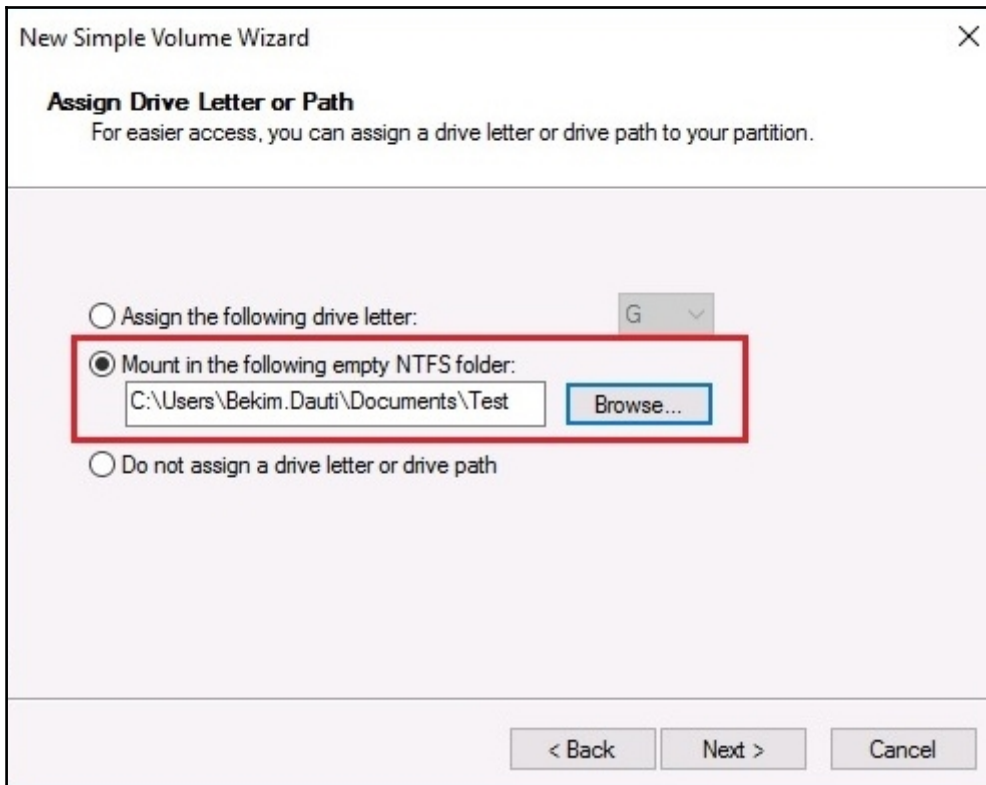 New Simple Volume Wizard
Assign Drive Letter or Path
For easier access, you can assign a drive letter or drive path to your partition.
Assign the following drive letter: G
Mount in the following empty NTFS folder:
C:\Users\Bekim.Dauti\Documents\Test Browse...
Do not assign a drive letter or drive path
< Back Next > Cancel